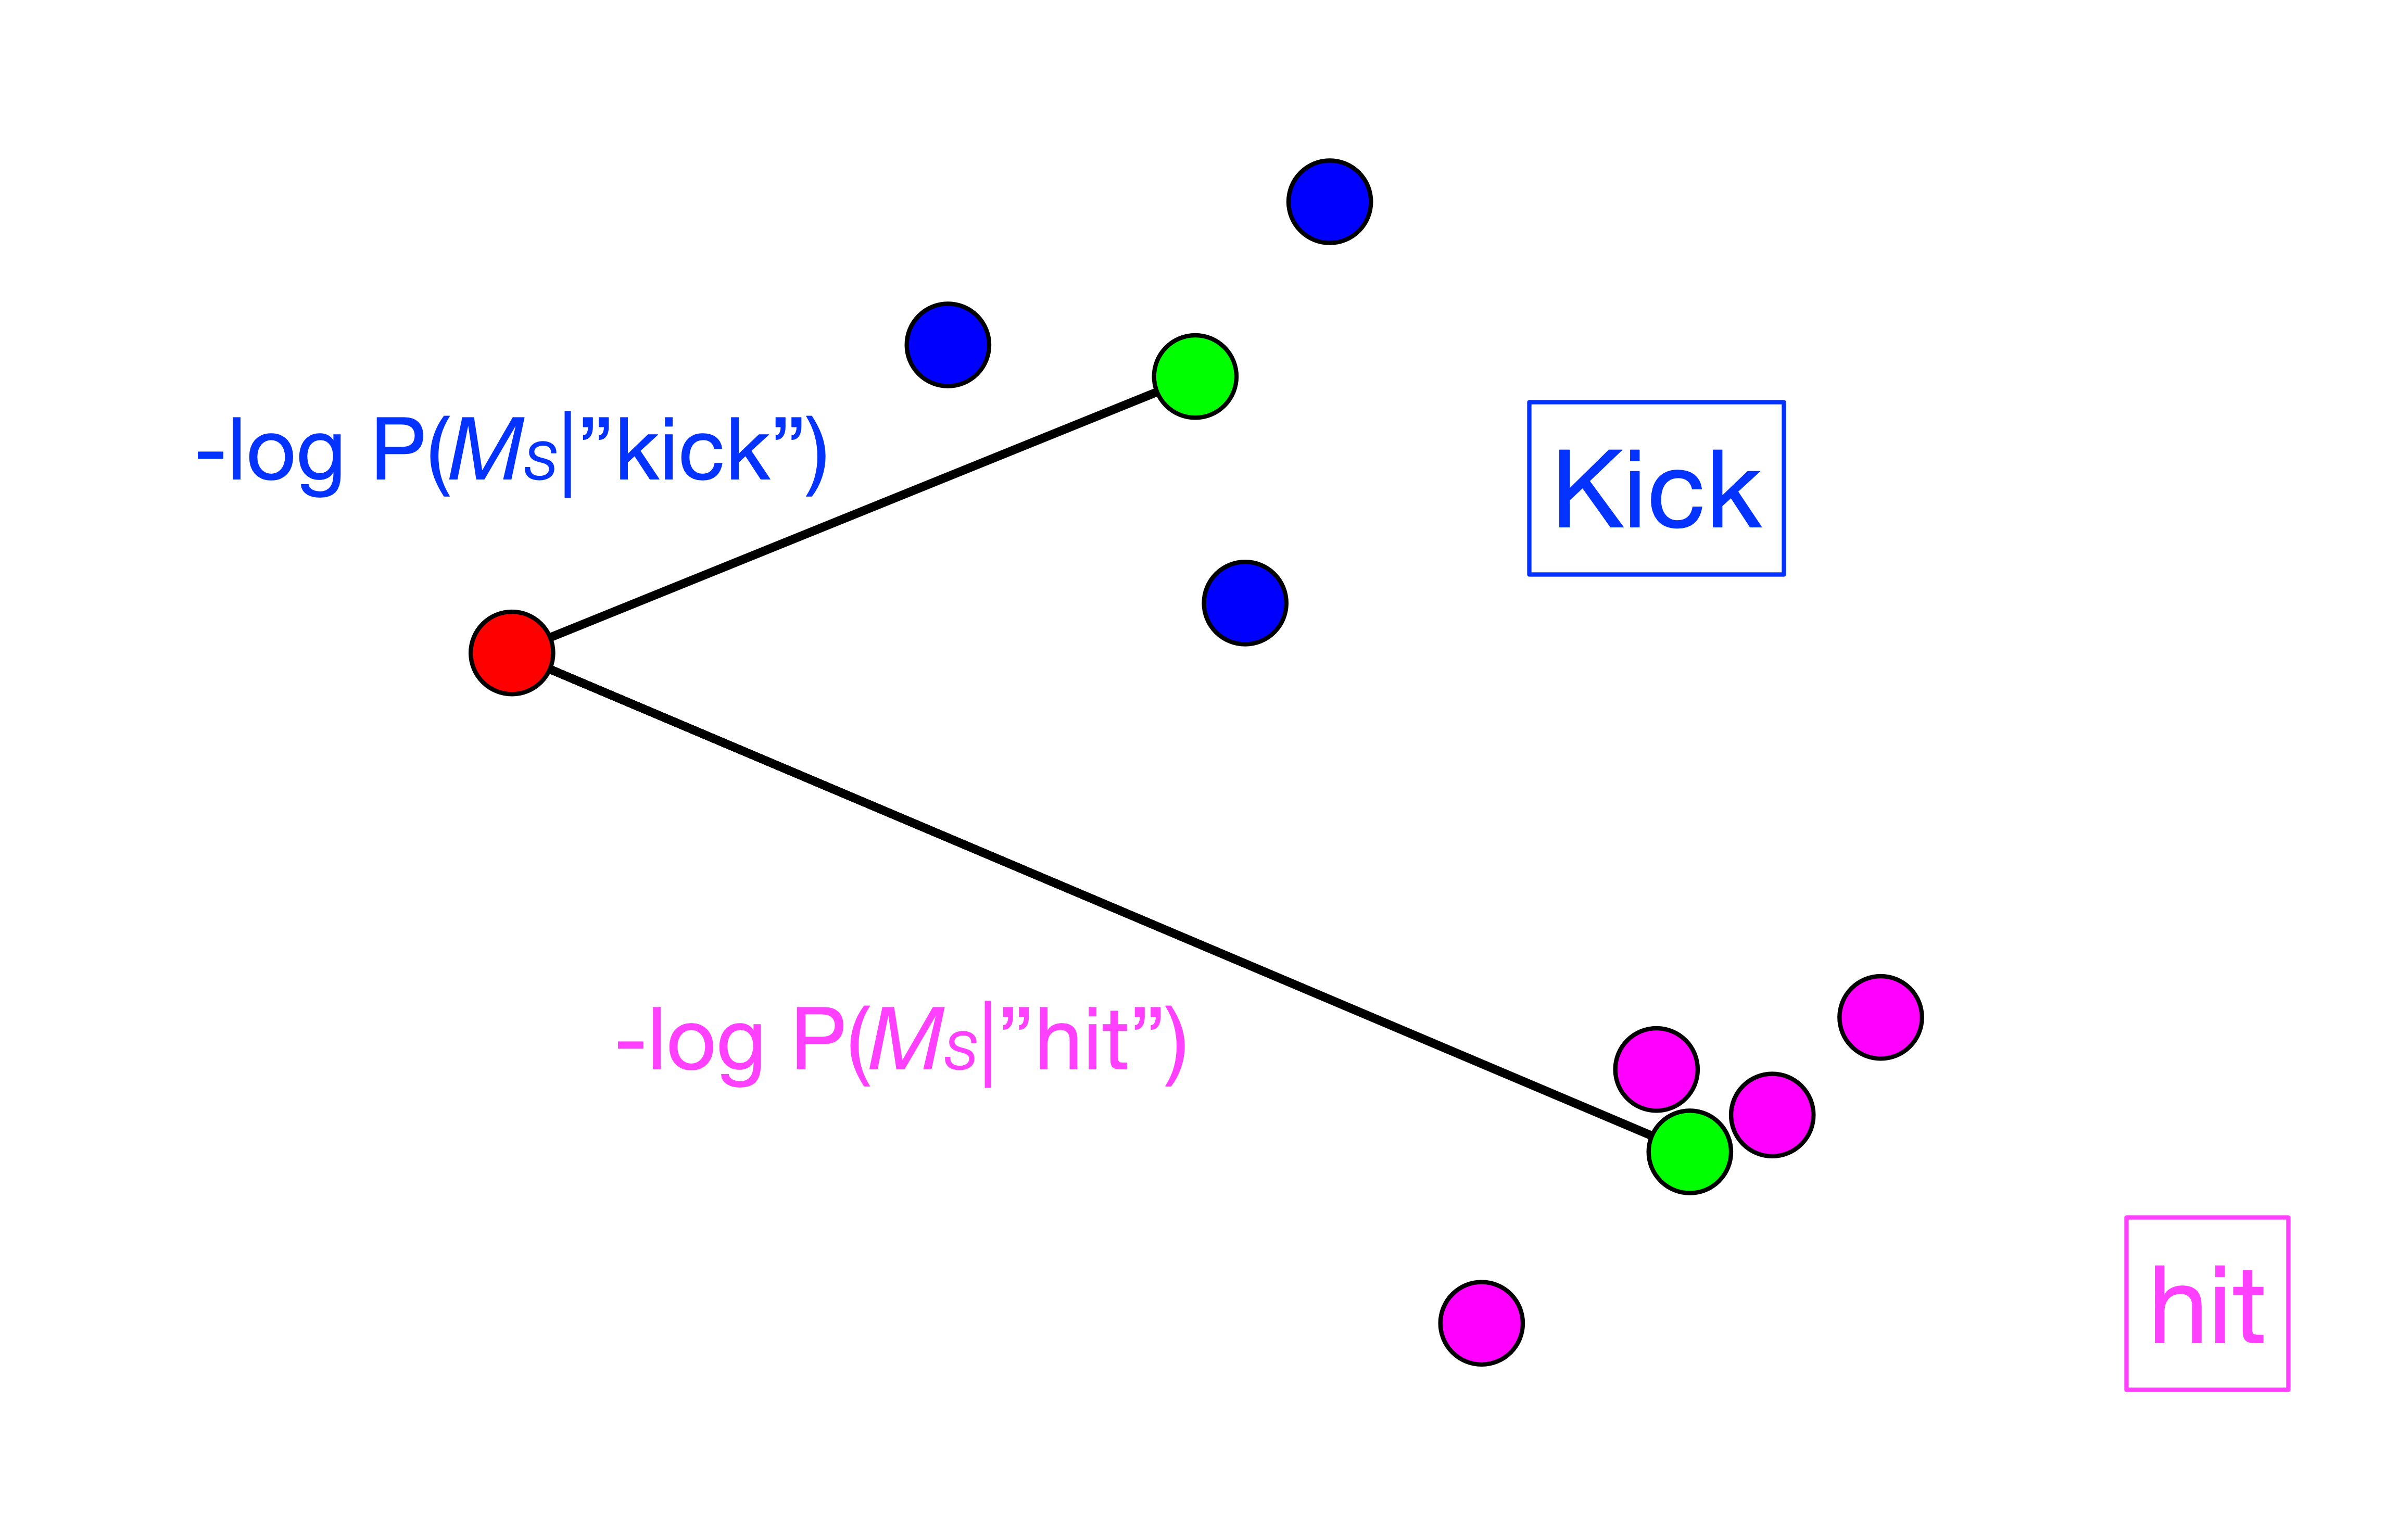 -log P(Ms|”kick”)
Kick
-log P(Ms|”hit”)
hit